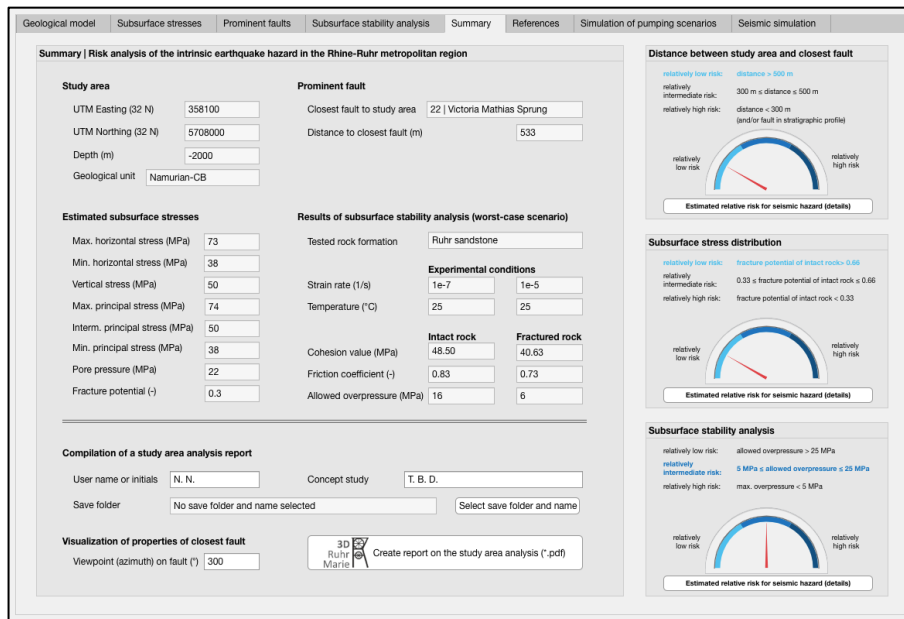 Geological model
Subsurface stresses
Prominent faults
Subsurface stability analysis
Summary
References
Simulation of pumping scenarios
Seismic simulation
Summary | Risk analysis of the intrinsic earthquake hazard in the Rhine-Ruhr metropolitan region
Study area
UTM Easting (32 N) 358100
UTM Northing (32 N) 5708000
Depth (m) -2000
Geological unit Namurian-CB
Prominent fault
Closest fault to study area 22 | Victoria Mathias Sprung
Distance to closest fault (m) 533
Estimated subsurface stresses
Max. horizontal stress (MPa) 73
Min. horizontal stress (MPa) 38
Vertical stress (MPa) 50
Max. principal stress (MPa) 74
Interm. principal stress (MPa) 50
Min. principal stress (MPa) 38
Pore pressure (MPa) 22
Fracture potential (-) 0.3
Results of subsurface stability analysis (worst-case scenario)
Tested rock formation Ruhr sandstone
Experimental conditions
Strain rate (1/s) 1e-7 1e-5
Temperature (°C) 25 25
Intact rock Fractured rock
Cohesion value (MPa) 48.50 40.63
Friction coefficient (-) 0.83 0.73
Allowed overpressure (MPa) 16 6
Compilation of a study area analysis report
User name or initials N. N. Concept study T. B. D.
Save folder No save folder and name selected Select save folder and name
Visualization of properties of closest fault
Viewpoint (azimuth) on fault (°) 300
3D
Ruhr
Marie
Create report on the study area analysis (*.pdf)
Distance between study area and closest fault
relatively low risk: distance > 500 m
relatively
intermediate risk: 300 m ≤ distance ≤ 500 m
relatively high risk: distance < 300 m
(and/or fault in stratigraphic profile)
relatively
low risk
relatively
high risk
Estimated relative risk for seismic hazard (details)
Subsurface stress distribution
relatively low risk: fracture potential of intact rock> 0.66
relatively
intermediate risk: 0.33 ≤ fracture potential of intact rock ≤ 0.66
relatively high risk: fracture potential of intact rock < 0.33
relatively
low risk
relatively
high risk
Estimated relative risk for seismic hazard (details)
Subsurface stability analysis
relatively low risk: allowed overpressure > 25 MPa
relatively
intermediate risk: 5 MPa ≤ allowed overpressure ≤ 25 MPa
relatively high risk: max. overpressure < 5 MPa
relatively
low risk
relatively
high risk
Estimated relative risk for seismic hazard (details)